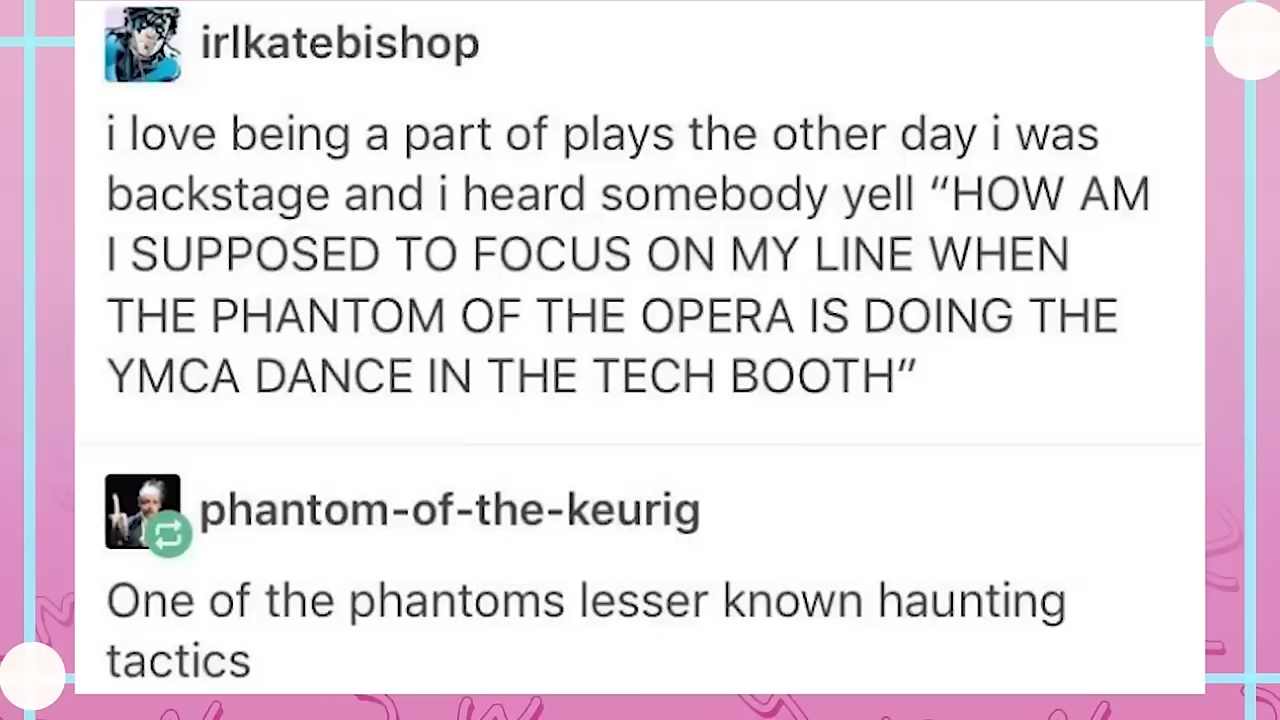 irlkatebishop
i love being a part of plays the other day i was
backstage and i heard somebody yell “HOW AM
I SUPPOSED TO FOCUS ON MY LINE WHEN
THE PHANTOM OF THE OPERA IS DOING THE
YMCA DANCE IN THE TECH BOOTH”
phantom-of-the-keurig
One of the phantoms lesser known haunting
tactics